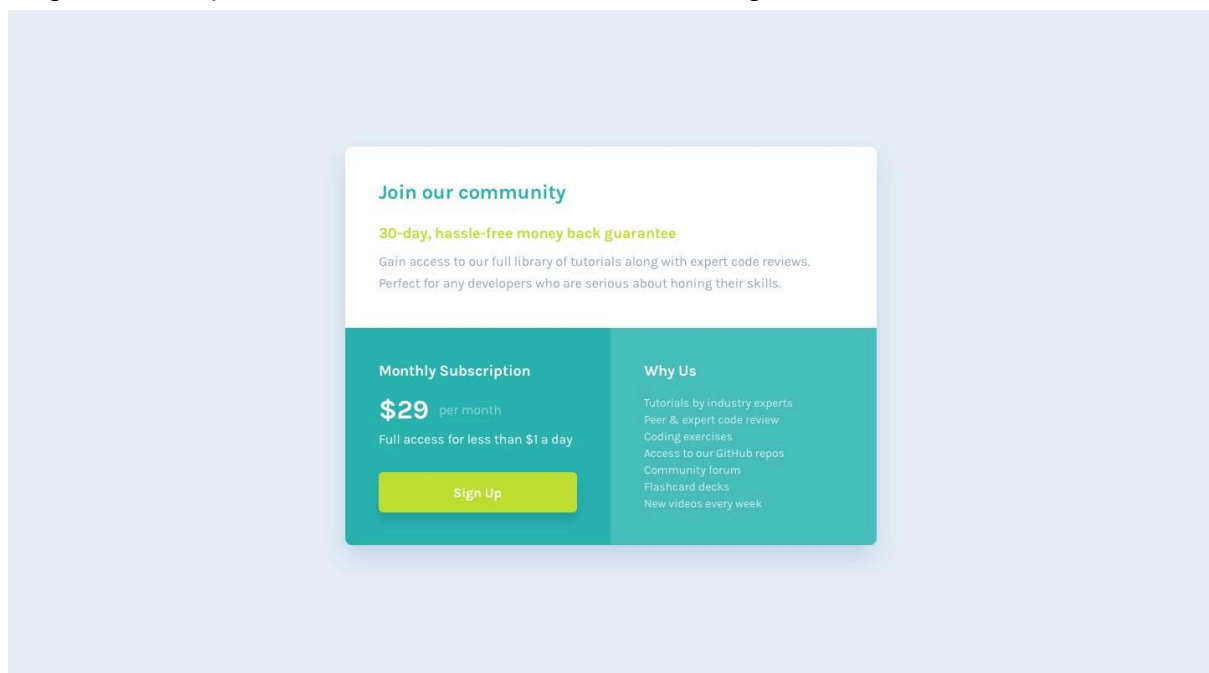 Join our community
30-day, hassle-free money back guarantee
Gain access to our full library of tutorials along with expert code reviews.
Perfect for any developers who are serious about honing their skills.
Monthly Subscription
$29 per month
Full access for less than $1 a day
Sign Up
Why Us
Tutorials by industry experts
Peer & expert code review
Coding exercises
Access to our GitHub repos
Community forum
Flashcard decks
New videos every week